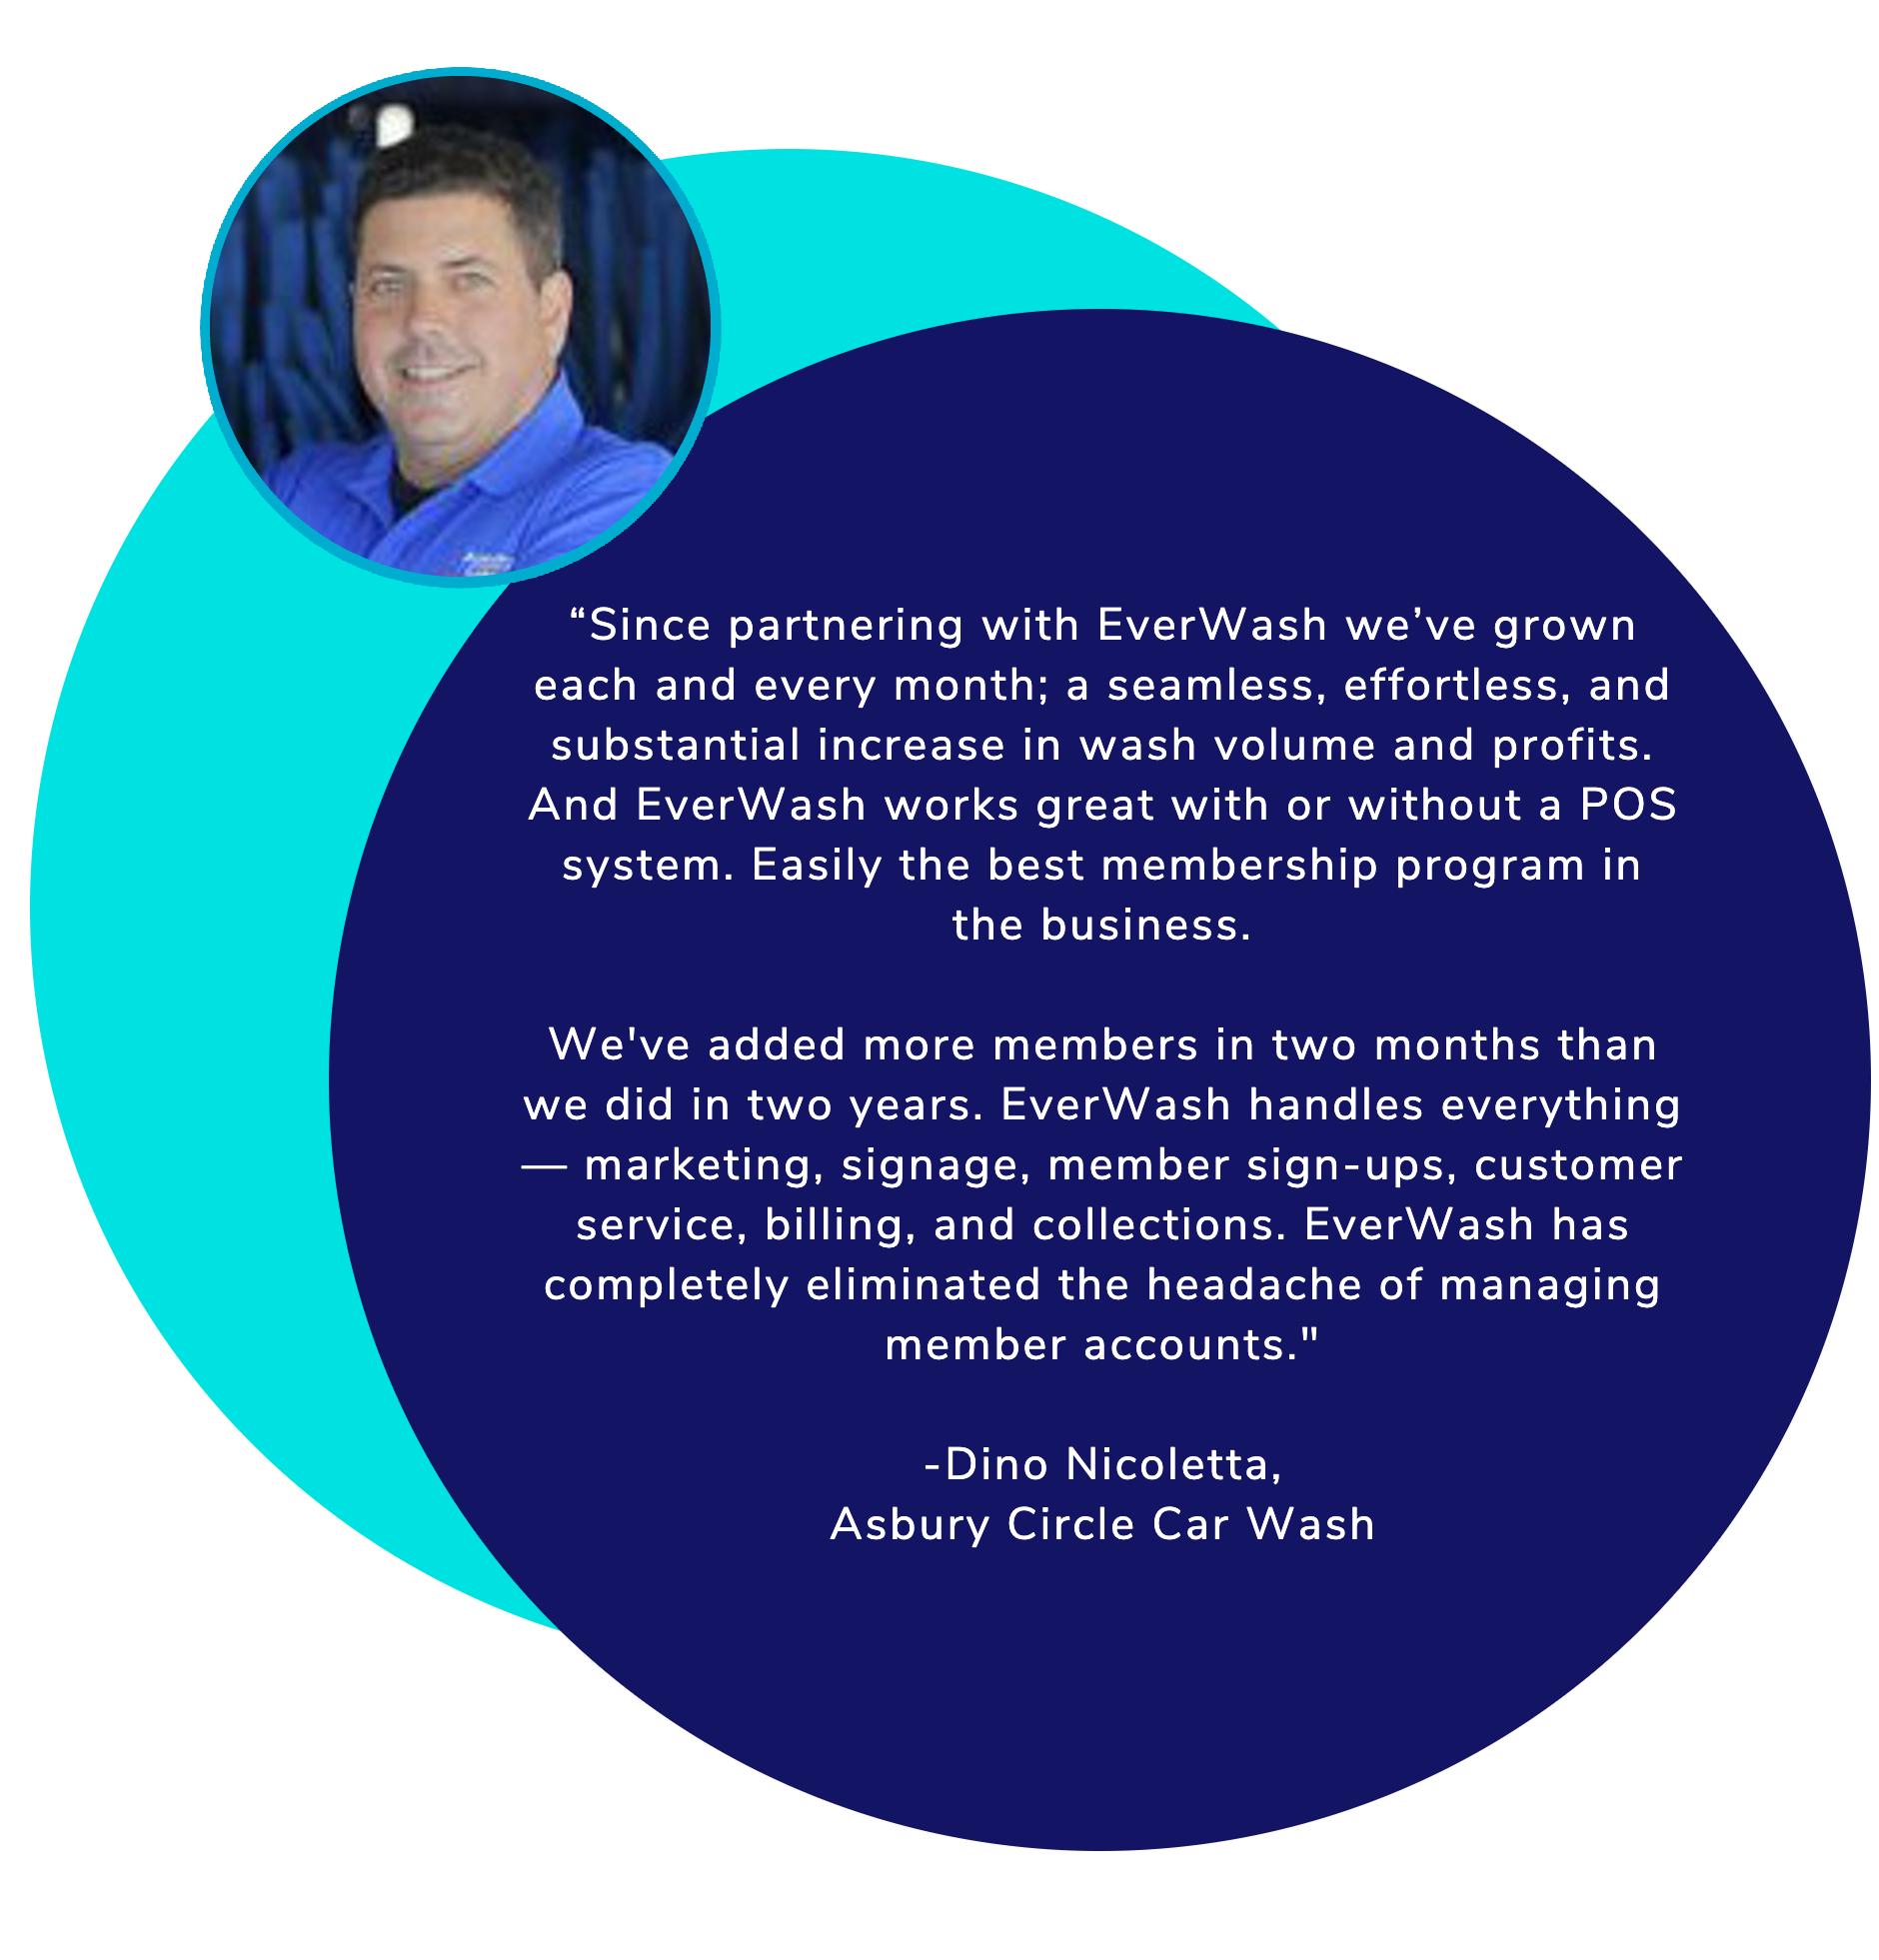 “Since partnering with EverWash we’ve grown
each and every month; a seamless, effortless, and
substantial increase in wash volume and profits.
And EverWash works great with or without a POS
system. Easily the best membership program in
the business.
We've added more members in two months than
we did in two years. EverWash handles everything
— marketing, signage, member sign-ups, customer
service, billing, and collections. EverWash has
completely eliminated the headache of managing
member accounts."
-Dino Nicoletta,
Asbury Circle Car Wash